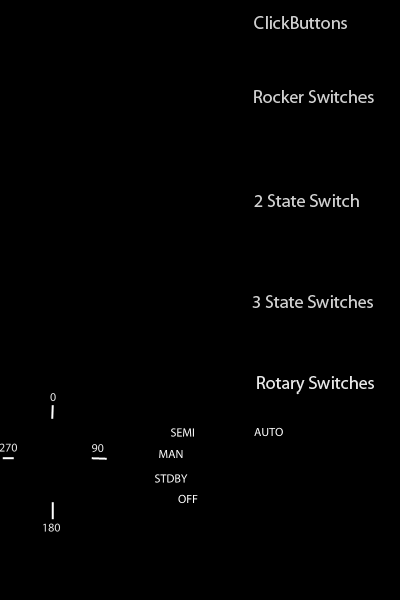 ClickButtons
Rocker Switches
2 State Switch
3 State Switches
Rotary Switches
0
SEMI AUTO
270 90 MAN
STDBY
OFF
180